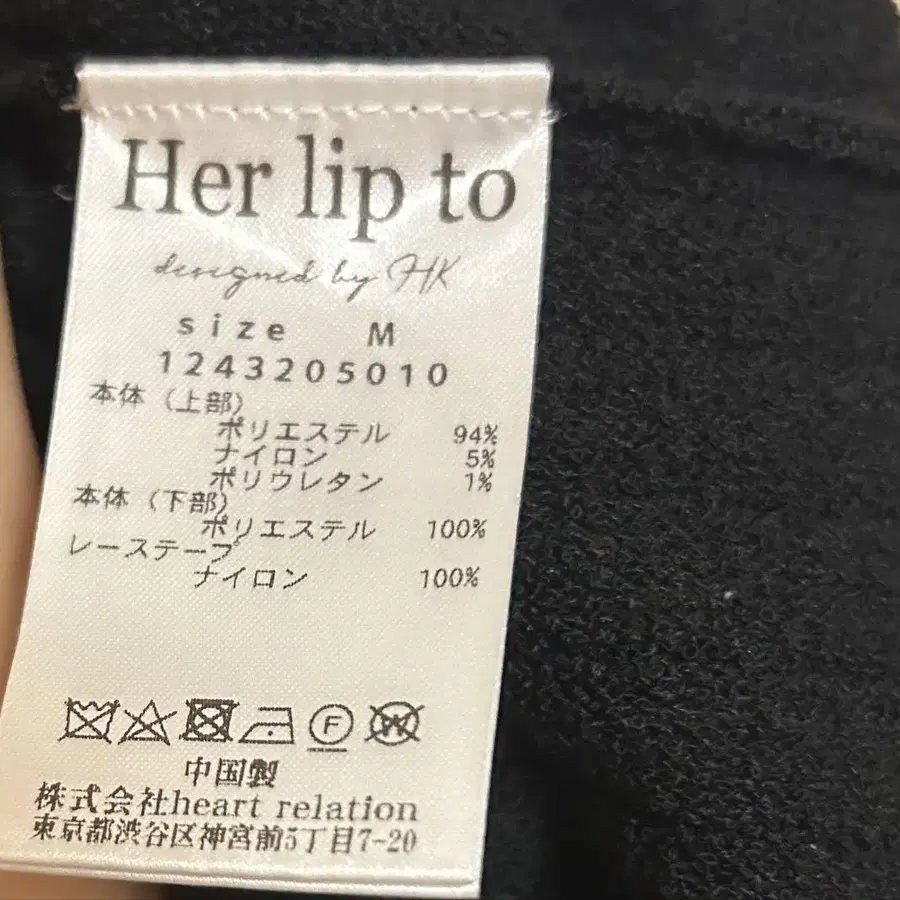 Her lip to
designed by HK
size M
1243205010
本体 (上部)
ポリエステル 94%
ナイロン 5%
ポリウレタン 1%
本体 (下部)
ポリエステル 100%
レーステープ
ナイロン 100%
F W
中国製
株式会社heart relation
東京都渋谷区神宮前5丁目7-20